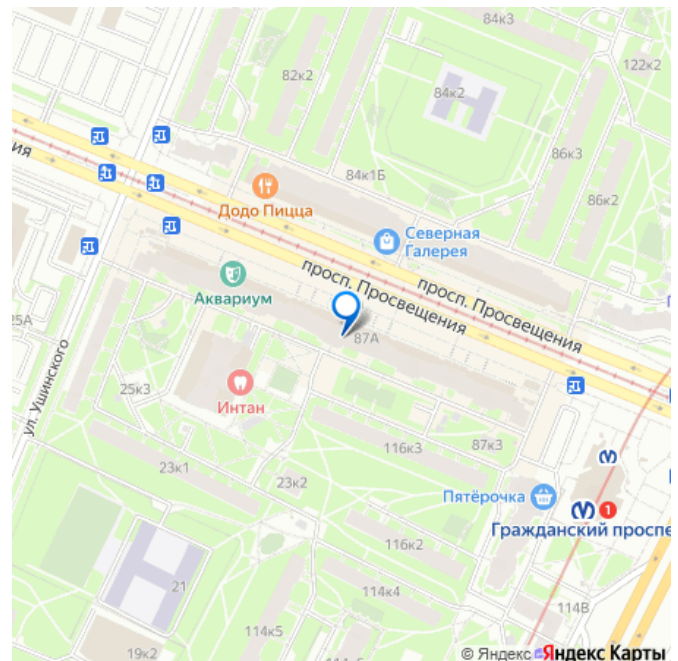 84к3
82к2
122к2
84к2
86к3
ия
84к1Б
86к2
Додо Пицца
Северная
Галерея
просп. Просвещения
просп. Просвещения
Аквариум
25А
87А
ул. Ушинского
25к3
Интан
116к3
87к3
23к1
23к2
Пятёрочка
1
Гражданский проспе
116к2
21
114к4
114В
114к5
19к2
© Яндекс
Яндекс Карты